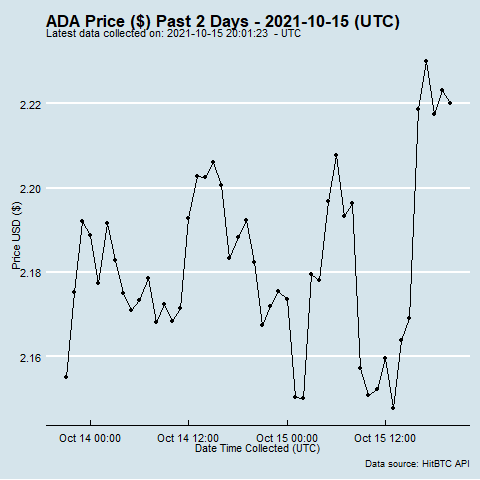 ADA Price ($) Past 2 Days - 2021-10-15 (UTC)
Latest data collected on: 2021-10-15 20:01:23 - UTC
Price USD ($)
2.22
2.20
2.18
2.16
Oct 14 00:00 Oct 14 12:00 Oct 15 00:00 Oct 15 12:00
Date Time Collected (UTC)
Data source: HitBTC API